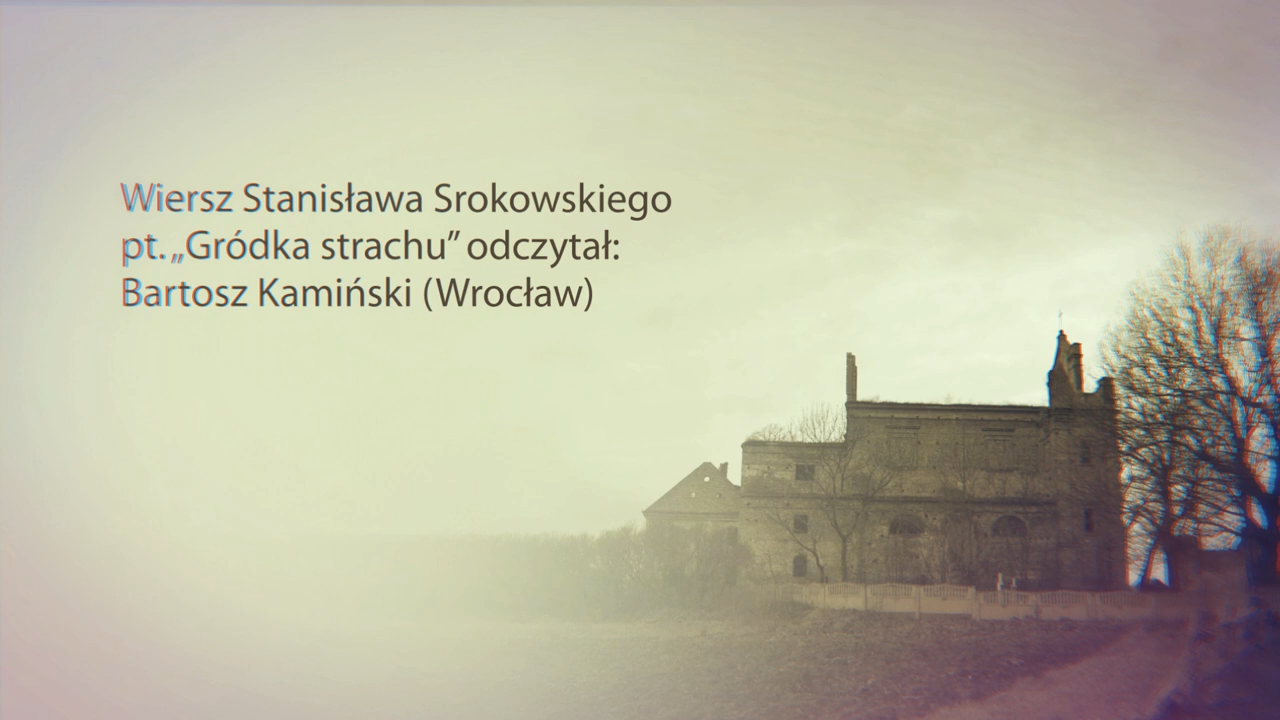 Wiersz Stanisława Srokowskiego
pt. „Gródka strachu” odczytał:
Bartosz Kamiński (Wrocław)